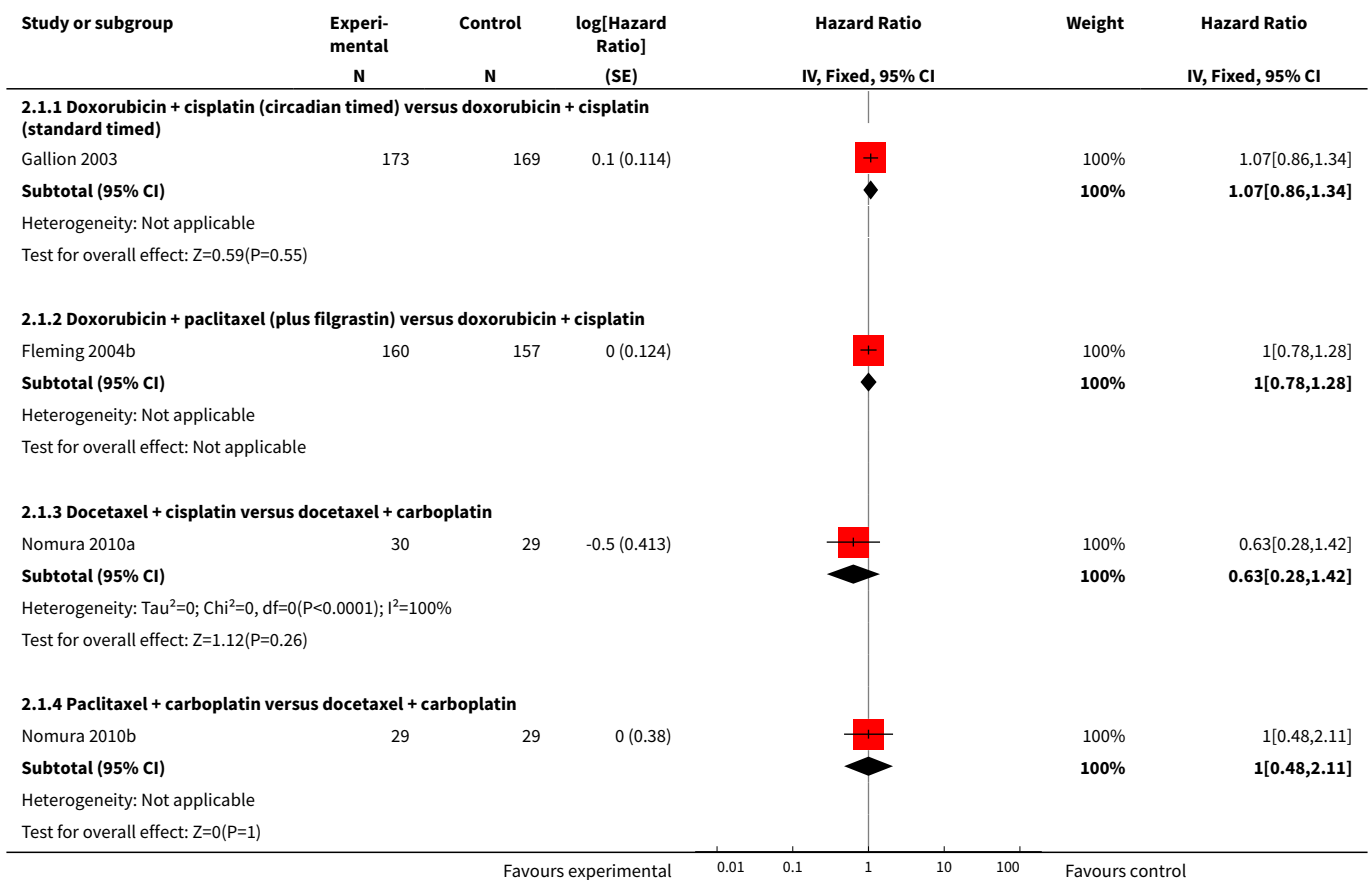 Study or subgroup Experi- Control log[Hazard Hazard Ratio Weight Hazard Ratio
mental Ratio]
N N (SE) IV, Fixed, 95% CI IV, Fixed, 95% CI
2.1.1 Doxorubicin + cisplatin (circadian timed) versus doxorubicin + cisplatin
(standard timed)
Gallion 2003 173 169 0.1 (0.114) 100% 1.07[0.86,1.34]
Subtotal (95% CI) 100% 1.07[0.86,1.34]
Heterogeneity: Not applicable
Test for overall effect: Z=0.59(P=0.55)
2.1.2 Doxorubicin + paclitaxel (plus filgrastin) versus doxorubicin + cisplatin
Fleming 2004b 160 157 0 (0.124) 100% 1[0.78,1.28]
Subtotal (95% CI) 100% 1[0.78,1.28]
Heterogeneity: Not applicable
Test for overall effect: Not applicable
2.1.3 Docetaxel + cisplatin versus docetaxel + carboplatin
Nomura 2010a 30 29 -0.5 (0.413) 100% 0.63[0.28,1.42]
Subtotal (95% CI) 100% 0.63[0.28,1.42]
Heterogeneity: Tau²=0; Chi²=0, df=0(P<0.0001); I²=100%
Test for overall effect: Z=1.12(P=0.26)
2.1.4 Paclitaxel + carboplatin versus docetaxel + carboplatin
Nomura 2010b 29 29 0 (0.38) 100% 1[0.48,2.11]
Subtotal (95% CI) 100% 1[0.48,2.11]
Heterogeneity: Not applicable
Test for overall effect: Z=0(P=1)
Favours experimental 0.01 0.1 1 10 100 Favours control